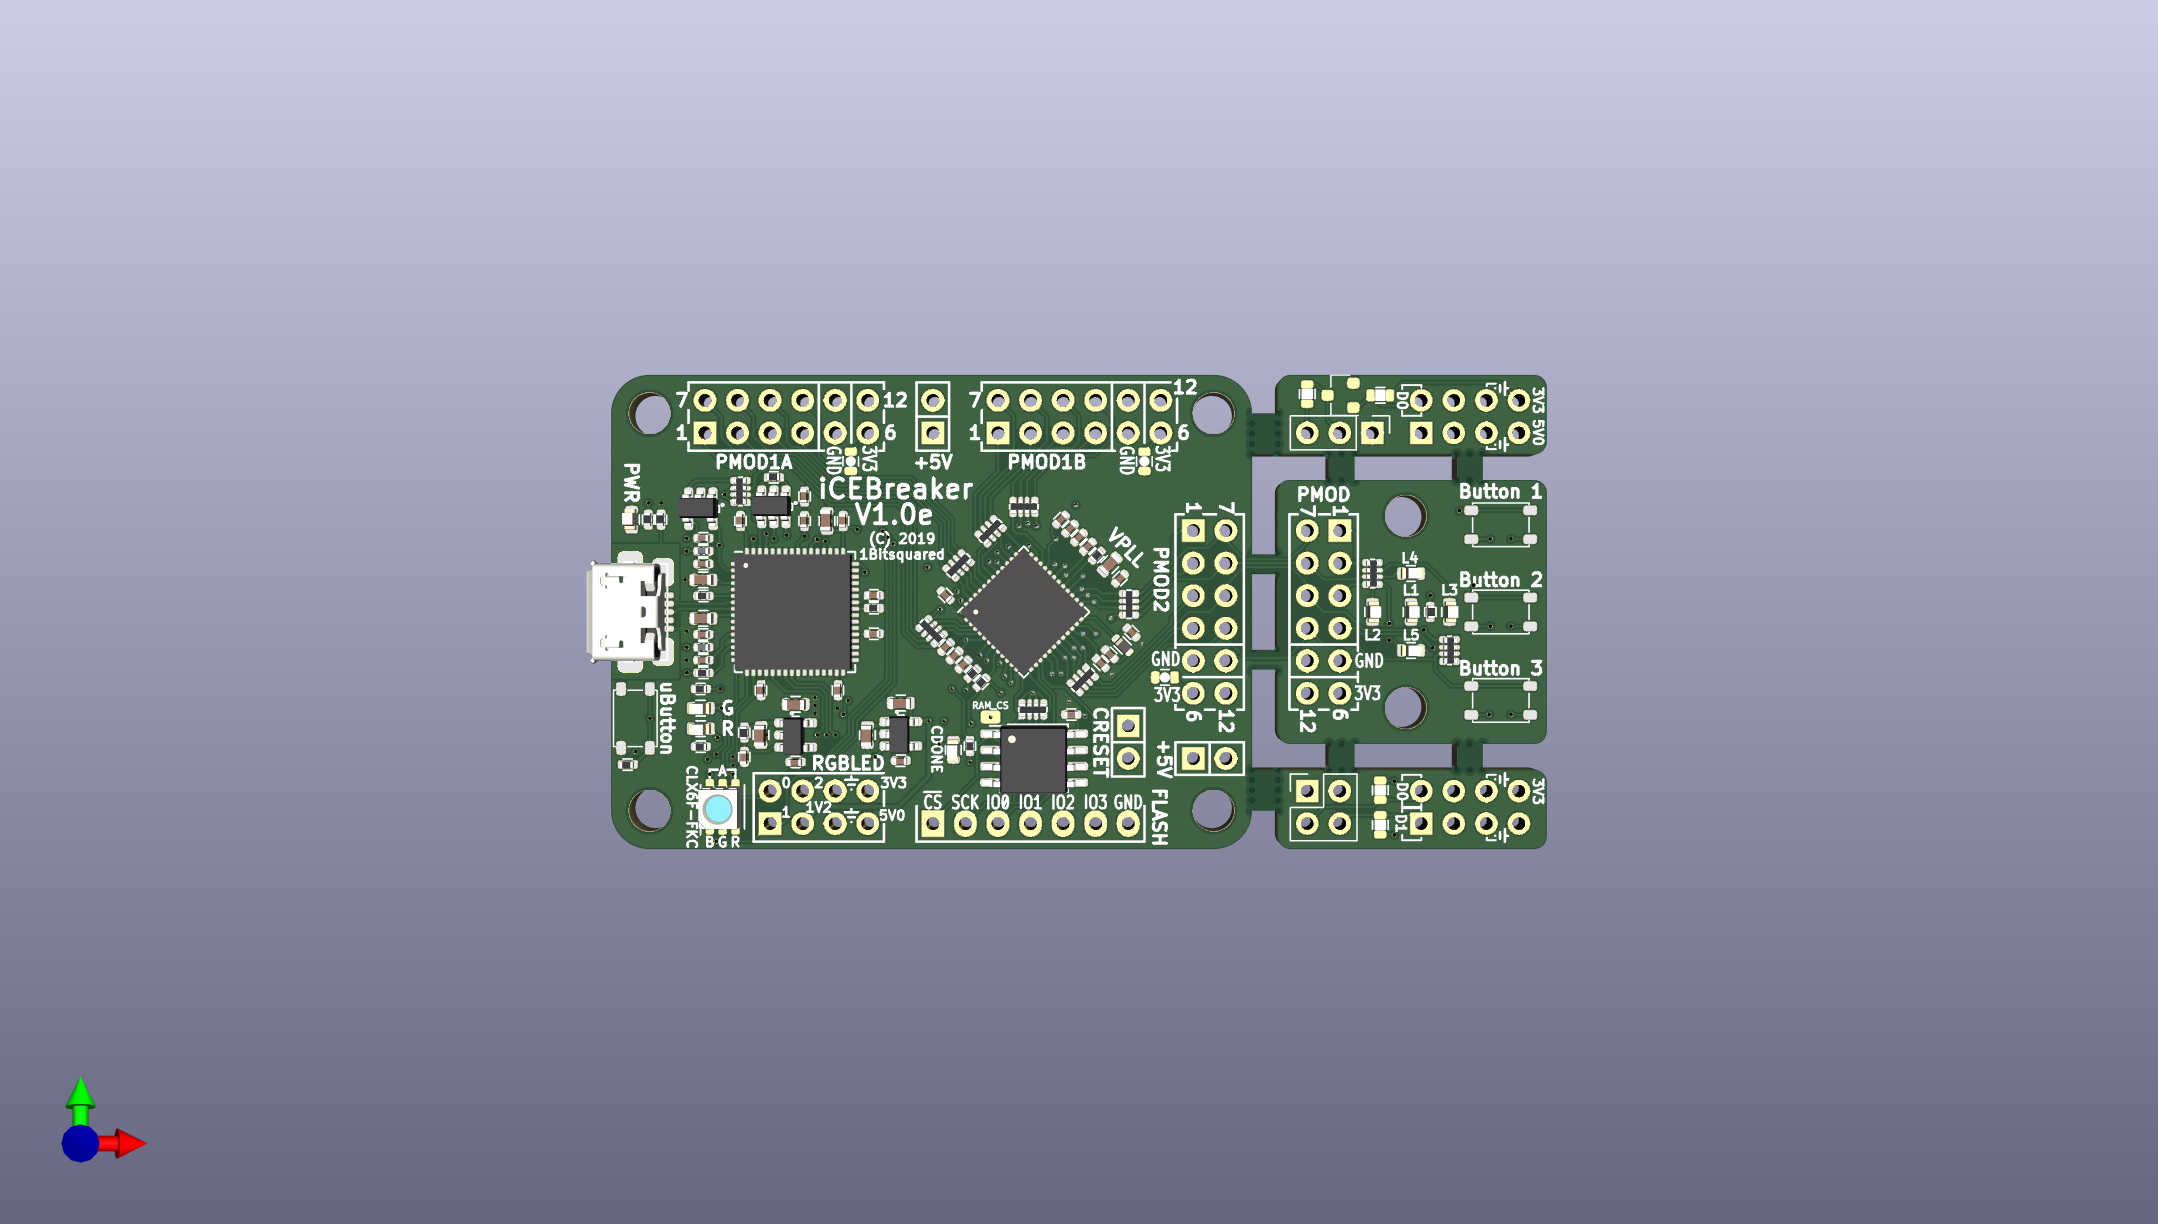 7
12
1
6
PMOD1A
GND
3V3
+5V
7
12
1
6
PMOD1B
GND
3V3
D0
3V3 5V0
PWR
iCEBreaker
V1.0e
(C) 2019
1Bitsquared
VPLL
1
7
PMOD2
GND
3V3
6
12
PMOD
7
1
Button 1
L4
Button 2
L1
L3
L2
L5
GND
Button 3
3V3
12
6
uButton
G
R
RAM_CS
CDONE
CRESET
+5V
RGBLED
A
0
2
3V3
1
1V2
5V0
CLX6F-FKC
B G R
CS SCK IO0 IO1 IO2 IO3 GND
FLASH
D0
D1
3V3